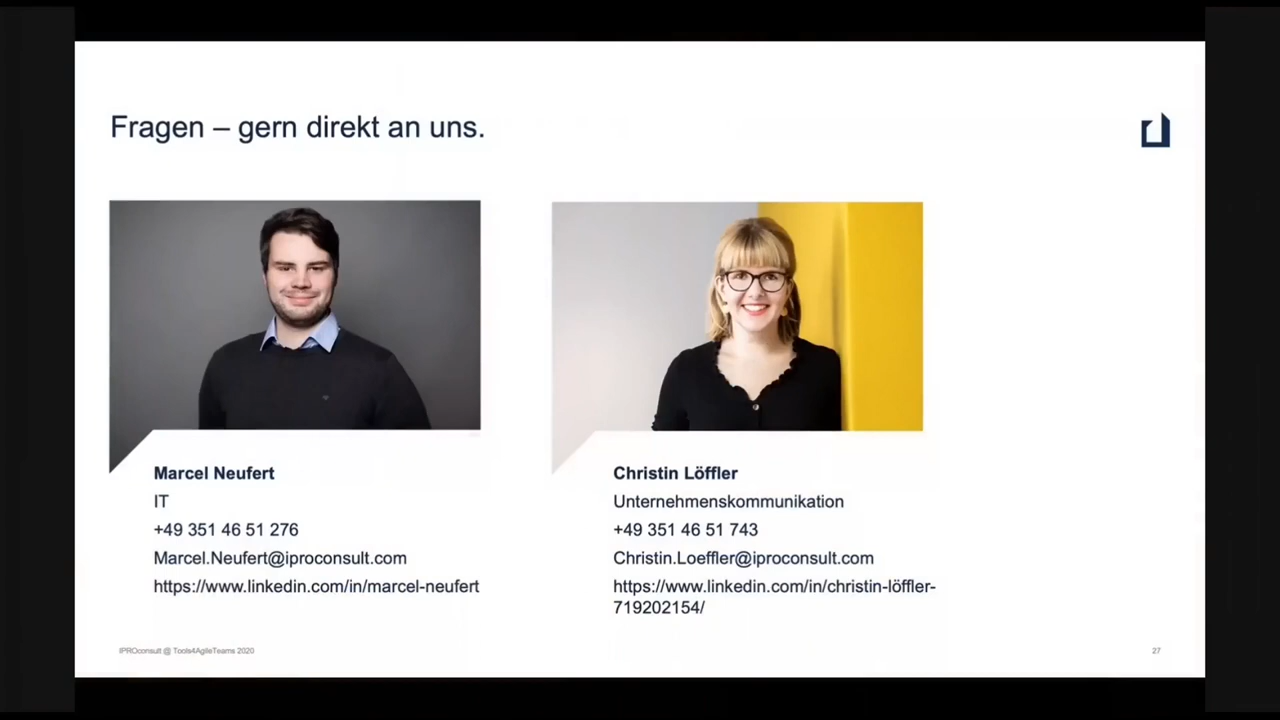 Fragen – gern direkt an uns.
Marcel Neufert
IT
+49 351 46 51 276
Marcel.Neufert@iproconsult.com
https://www.linkedin.com/in/marcel-neufert
Christin Löffler
Unternehmenskommunikation
+49 351 46 51 743
Christin.Loeffler@iproconsult.com
https://www.linkedin.com/in/christin-löffler-
719202154/
IPROconsult @ Tools4AgileTeams 2020
27